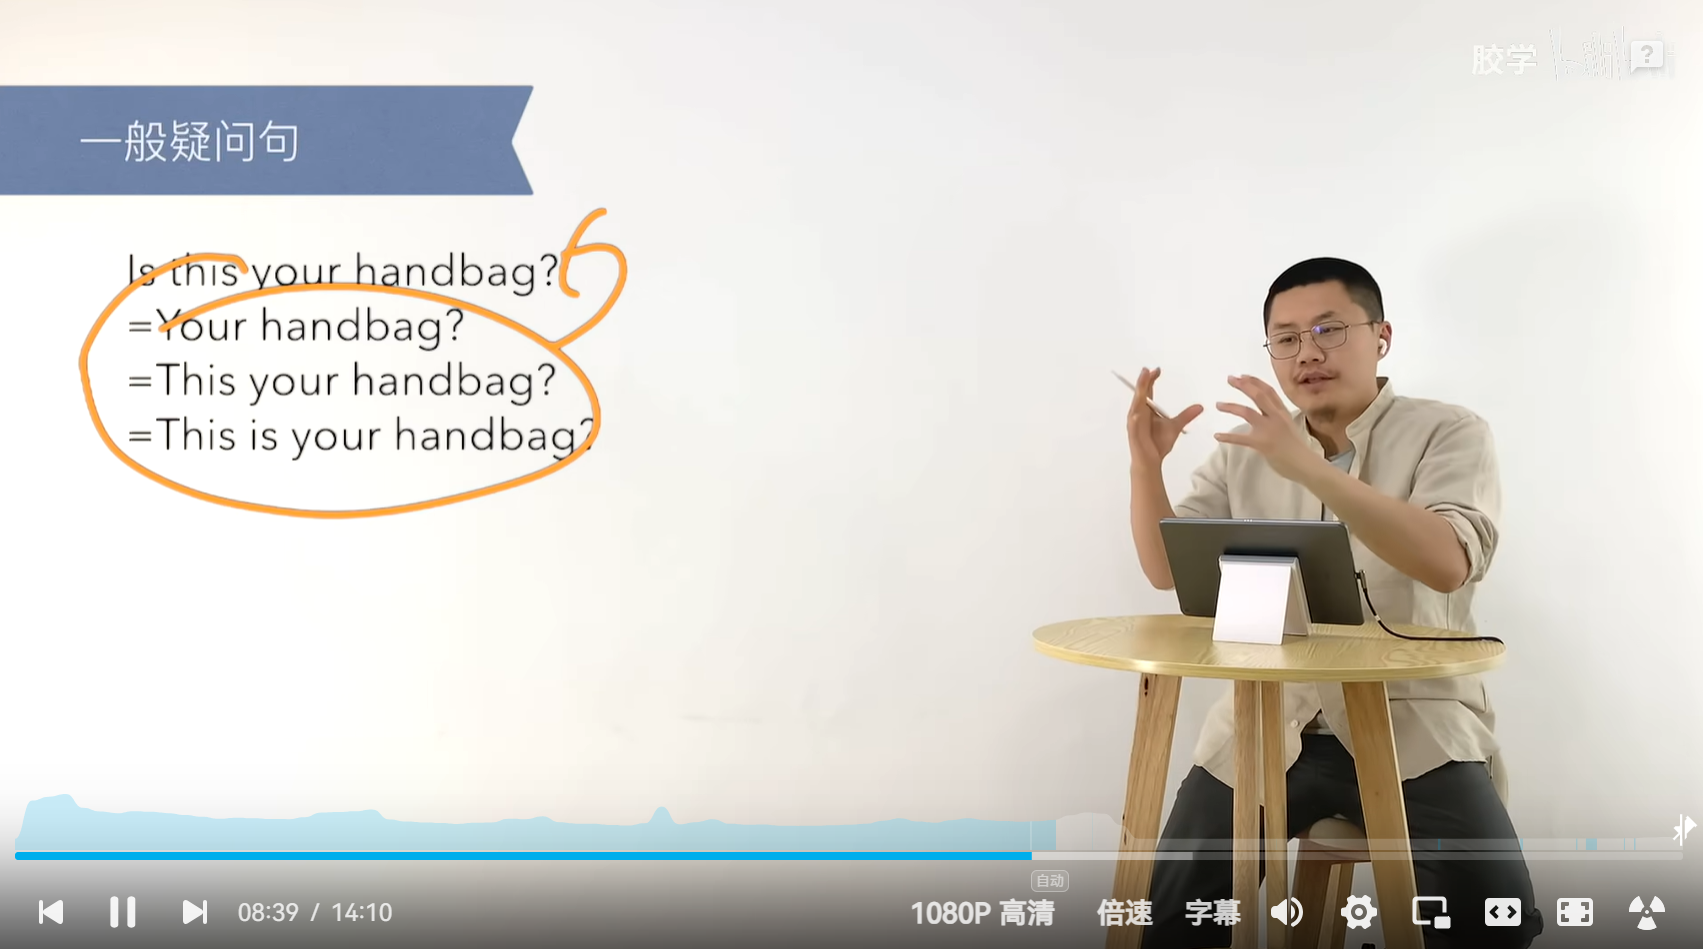 胶学
一般疑问句
Is this your handbag?
=Your handbag?
=This your handbag?
=This is your handbag?
自动
08:39 / 14:10
1080P 高清
倍速
字幕